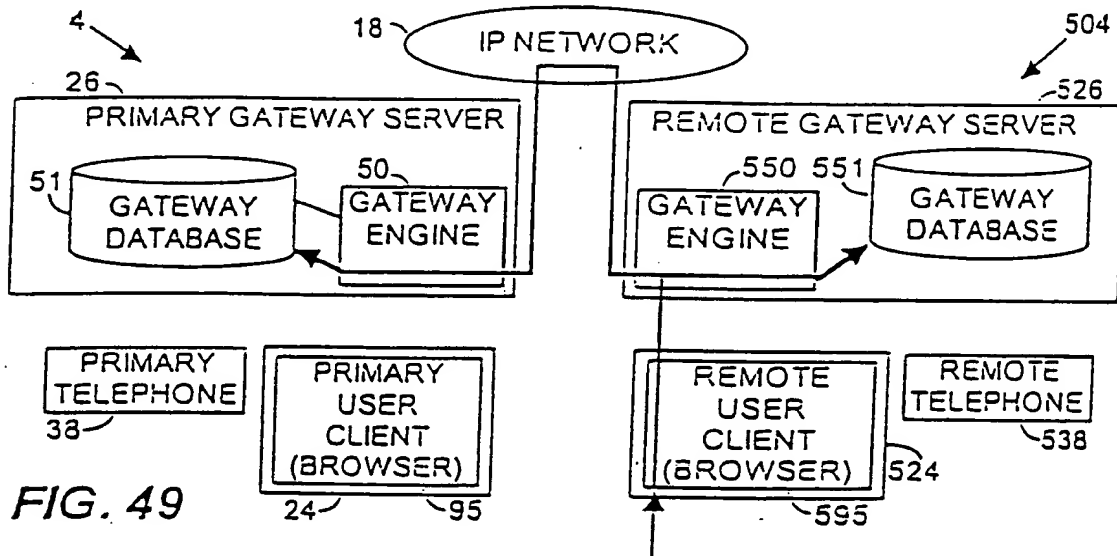 4
18
IP NETWORK
504
26
526
PRIMARY GATEWAY SERVER
51
GATEWAY
DATABASE
50
GATEWAY
ENGINE
REMOTE GATEWAY SERVER
550
GATEWAY
ENGINE
551
GATEWAY
DATABASE
PRIMARY
TELEPHONE
38
PRIMARY
USER
CLIENT
(BROWSER)
24
95
REMOTE
USER
CLIENT
(BROWSER)
524
595
REMOTE
TELEPHONE
538
FIG. 49